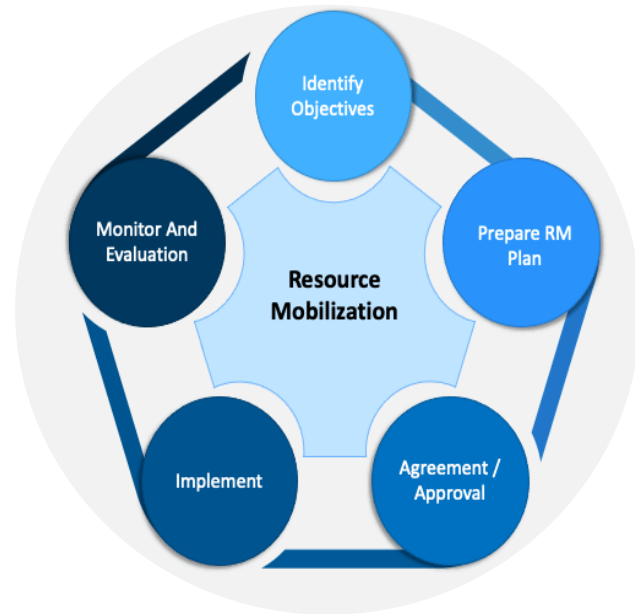 Identify
Objectives
Prepare RM
Plan
Agreement /
Approval
Implement
Monitor And
Evaluation
Resource
Mobilization